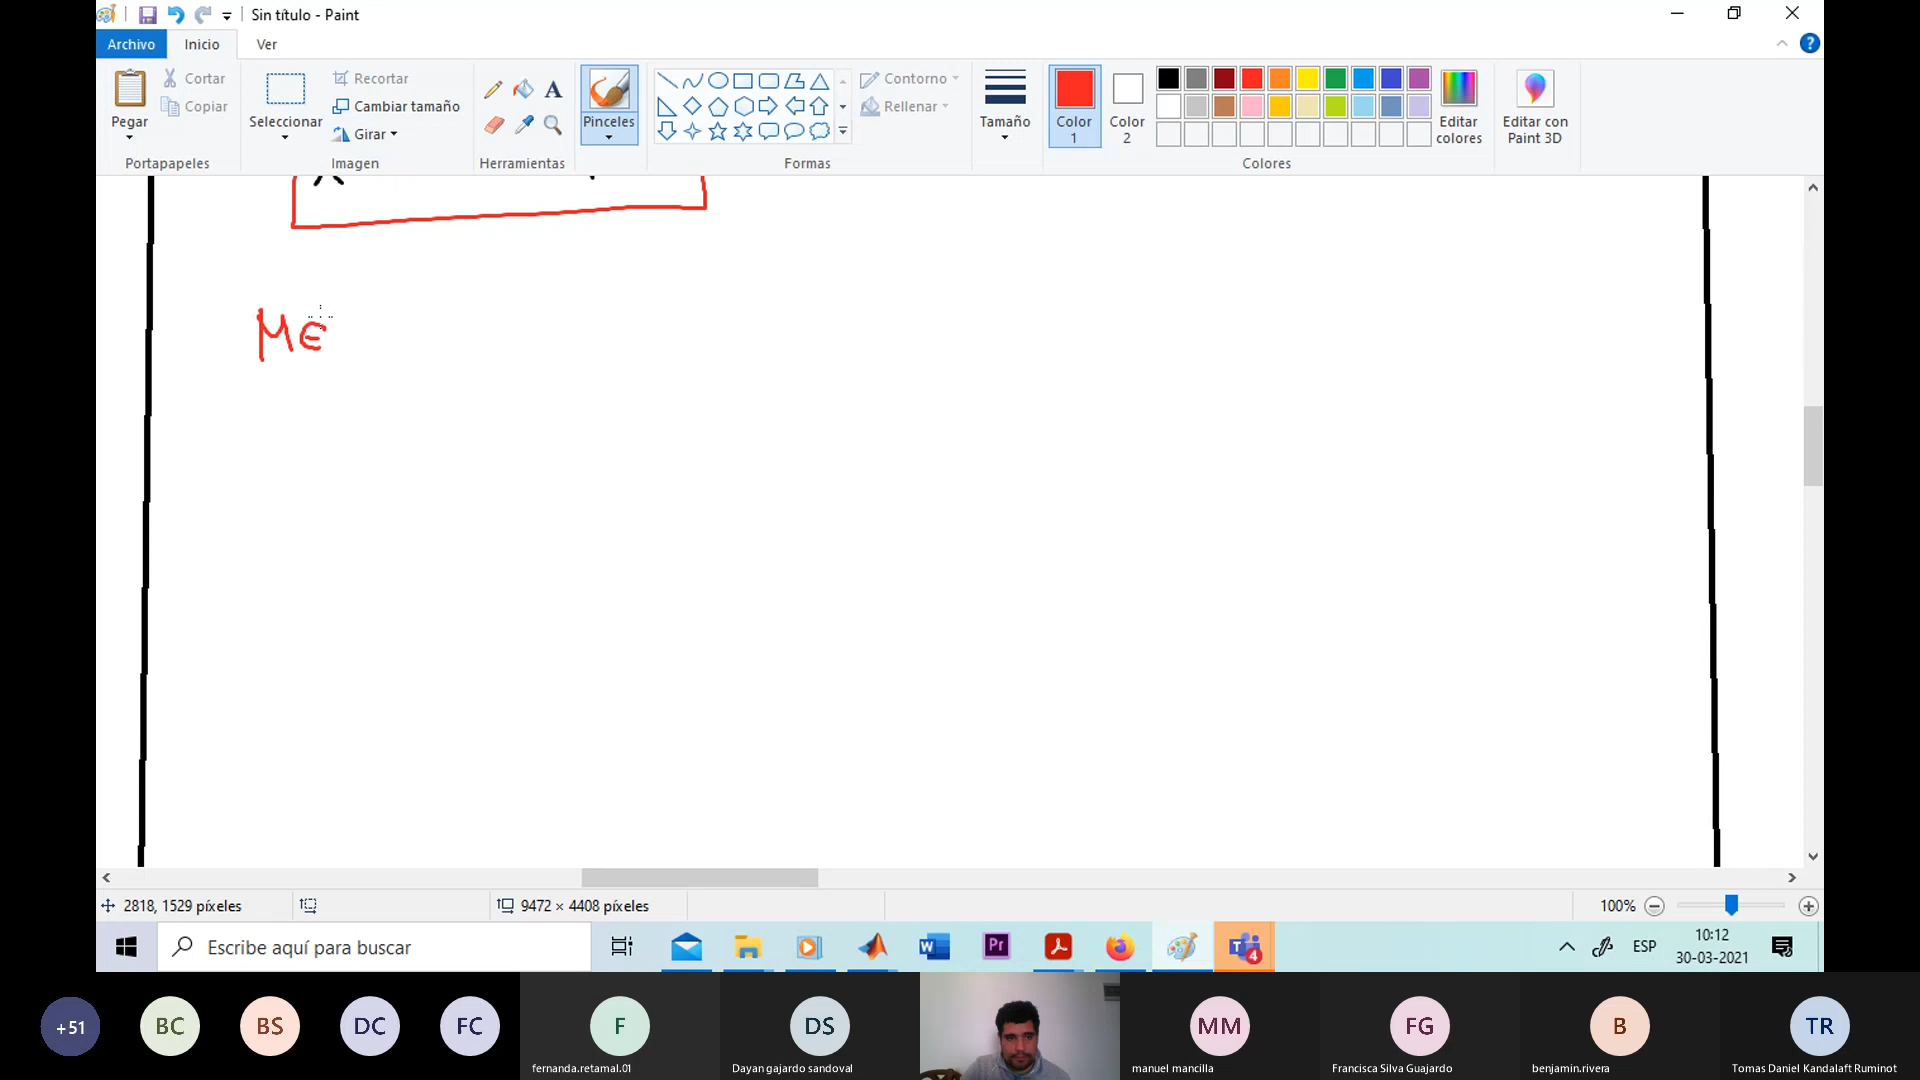 Sin título - Paint
Archivo Inicio Ver
Pegar Cortar Copiar Portapapeles
Seleccionar Recortar Cambiar tamaño Girar Imagen
A Herramientas
Pinceles
Contorno Rellenar Formas
Tamaño
Color 1 Color 2 Editar colores Colores
Editar con Paint 3D
ME
2818, 1529 píxeles 9472 × 4408 píxeles 100%
Escribe aquí para buscar W Pr T 4 ESP 10:12 30-03-2021
+51 BC BS DC FC F DS MM FG B TR
fernanda.retamal.01 Dayan gajardo sandoval manuel mancilla Francisca Silva Guajardo benjamin.rivera Tomas Daniel Kandalaft Ruminot